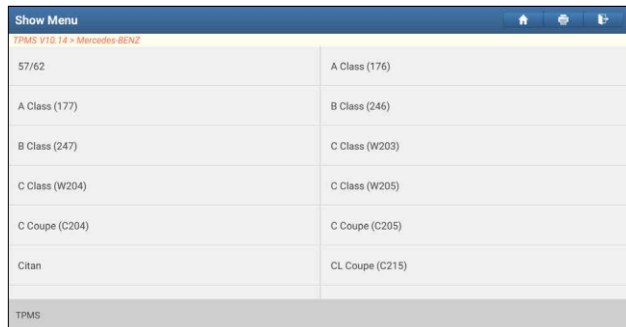 Show Menu
TPMS V10.14 > Mercedes-BENZ
57/62 A Class (176)
A Class (177) B Class (246)
B Class (247) C Class (W203)
C Class (W204) C Class (W205)
C Coupe (C204) C Coupe (C205)
Citan CL Coupe (C215)
TPMS